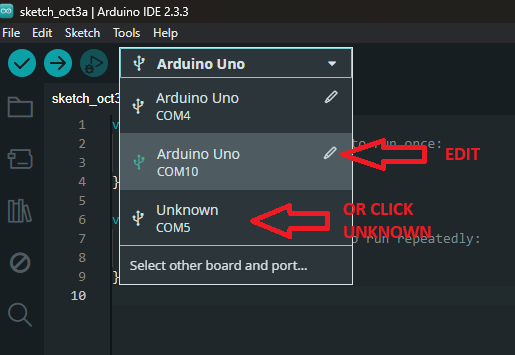 sketch_oct3a | Arduino IDE 2.3.3
File Edit Sketch Tools Help
Arduino Uno
sketch_oct3
Arduino Uno
COM4
1 v
2 to run once:
3
Arduino Uno
COM10
EDIT
4 }
5
6 v
Unknown
COM5
OR CLICK
UNKNOWN
7 o run repeatedly:
8
9 }
Select other board and port...
10